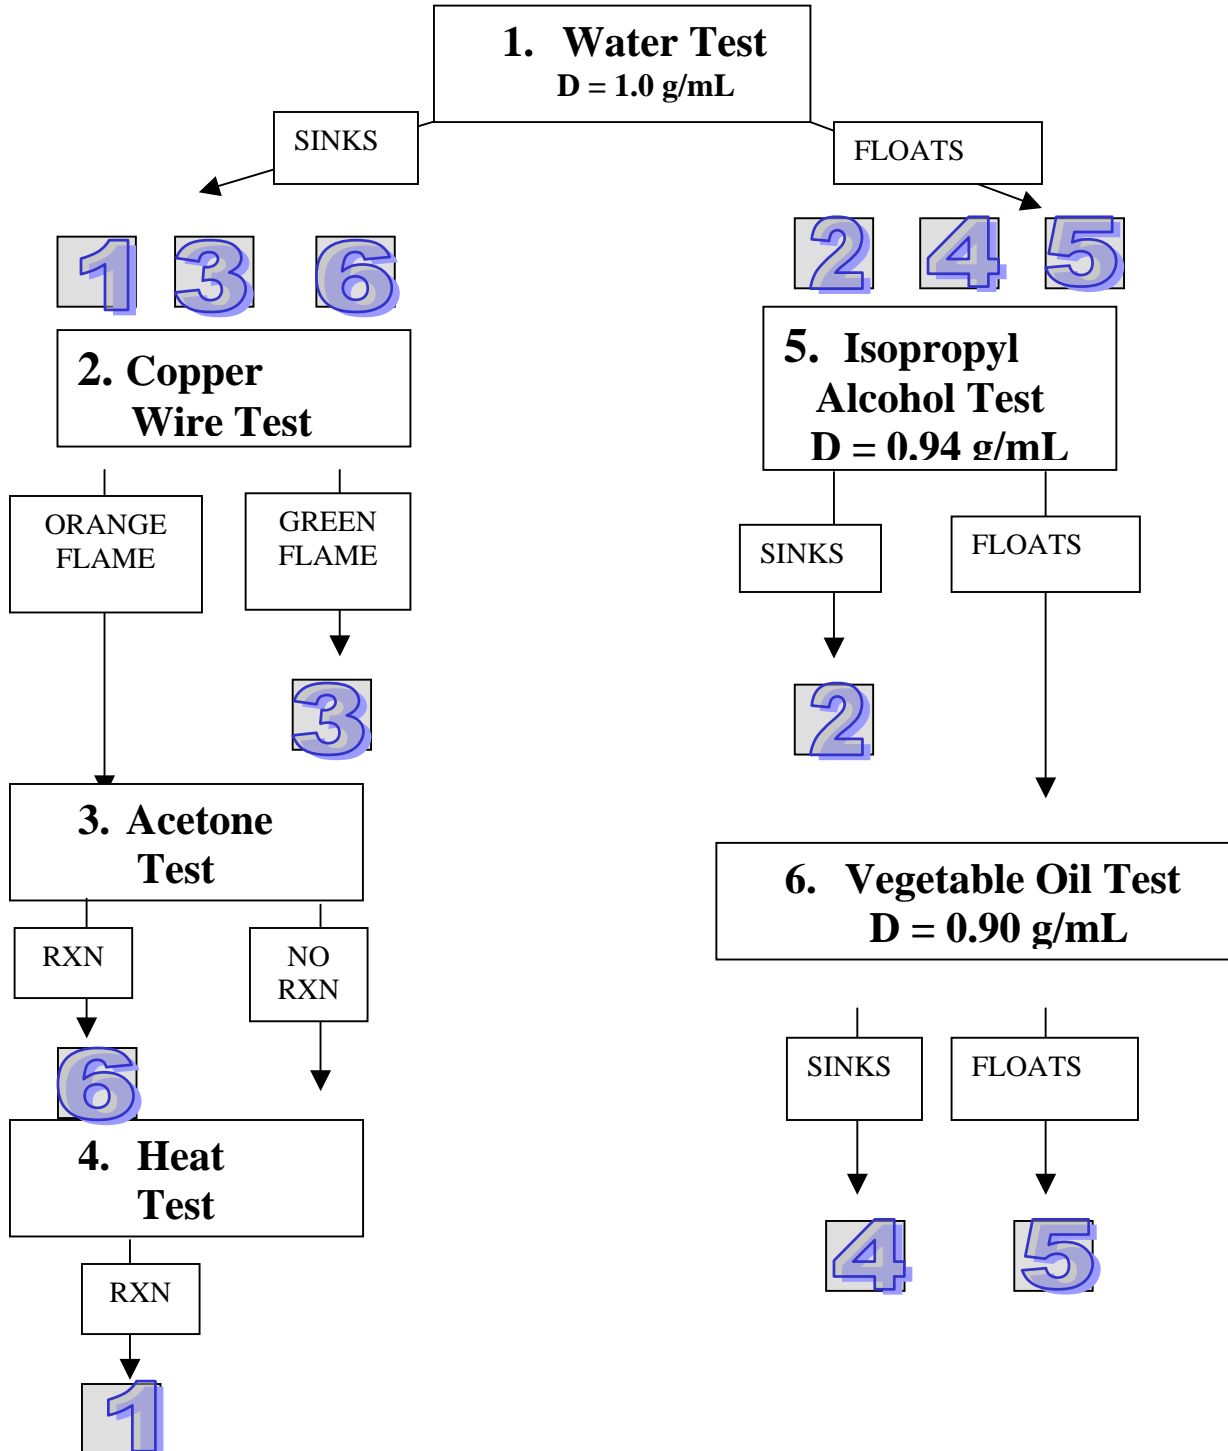 1. Water Test
D = 1.0 g/mL
SINKS
FLOATS
1 3 6
2 4 5
2. Copper
Wire Test
5. Isopropyl
Alcohol Test
D = 0.94 g/mL
ORANGE
FLAME
GREEN
FLAME
SINKS
FLOATS
3
2
3. Acetone
Test
6. Vegetable Oil Test
D = 0.90 g/mL
RXN
NO
RXN
SINKS
FLOATS
6
4. Heat
Test
4
5
RXN
1